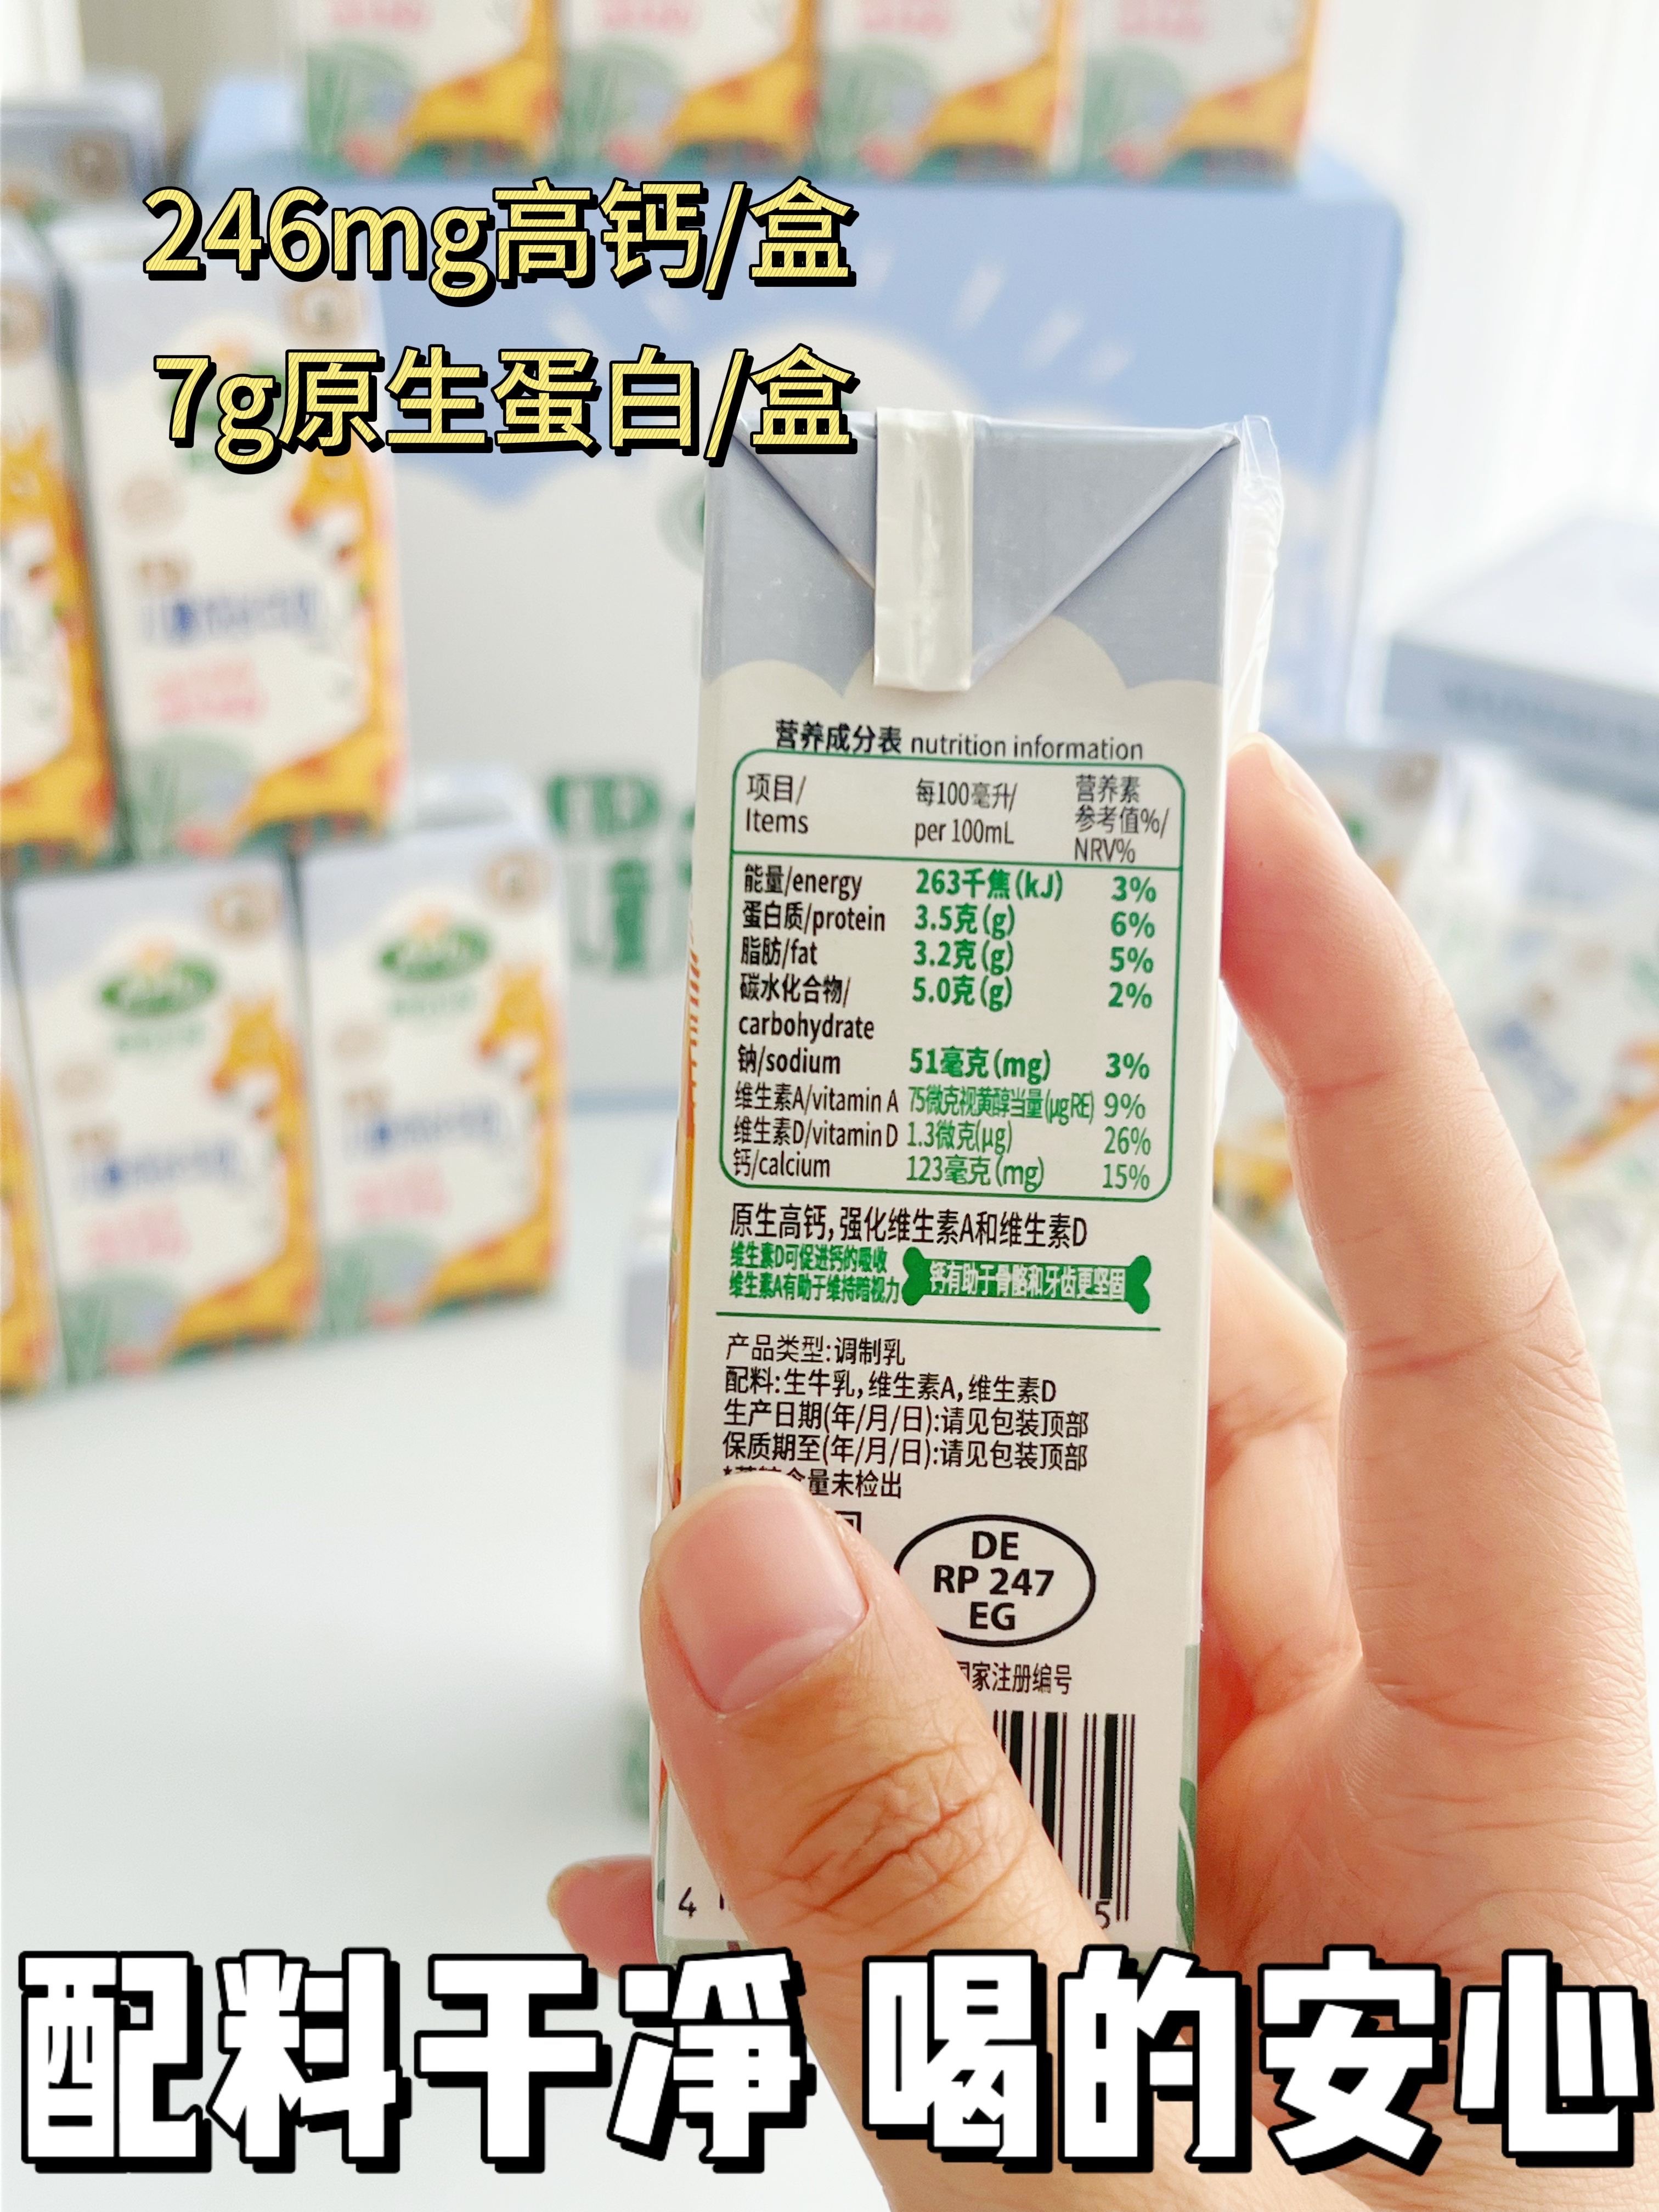 246mg高钙/盒
7g原生蛋白/盒
营养成分表 nutrition information
项目/ 每100毫升/ 营养素
Items per 100mL 参考值%/
NRV%
能量/energy 263千焦(kJ) 3%
蛋白质/protein 3.5克(g) 6%
脂肪/fat 3.2克(g) 5%
碳水化合物/ 5.0克(g) 2%
carbohydrate
钠/sodium 51毫克(mg) 3%
维生素A/vitamin A 75微克视黄醇当量(μgRE) 9%
维生素D/vitamin D 1.3微克(μg) 26%
钙/calcium 123毫克(mg) 15%
原生高钙,强化维生素A和维生素D
维生素D可促进钙的吸收
维生素A有助于维持暗视力
钙有助于骨骼和牙齿更坚固
产品类型:调制乳
配料:生牛乳,维生素A,维生素D
生产日期(年/月/日):请见包装顶部
保质期至(年/月/日):请见包装顶部
含量未检出
DE
RP 247
EG
家注册编号
4 5
配料干净 喝的安心